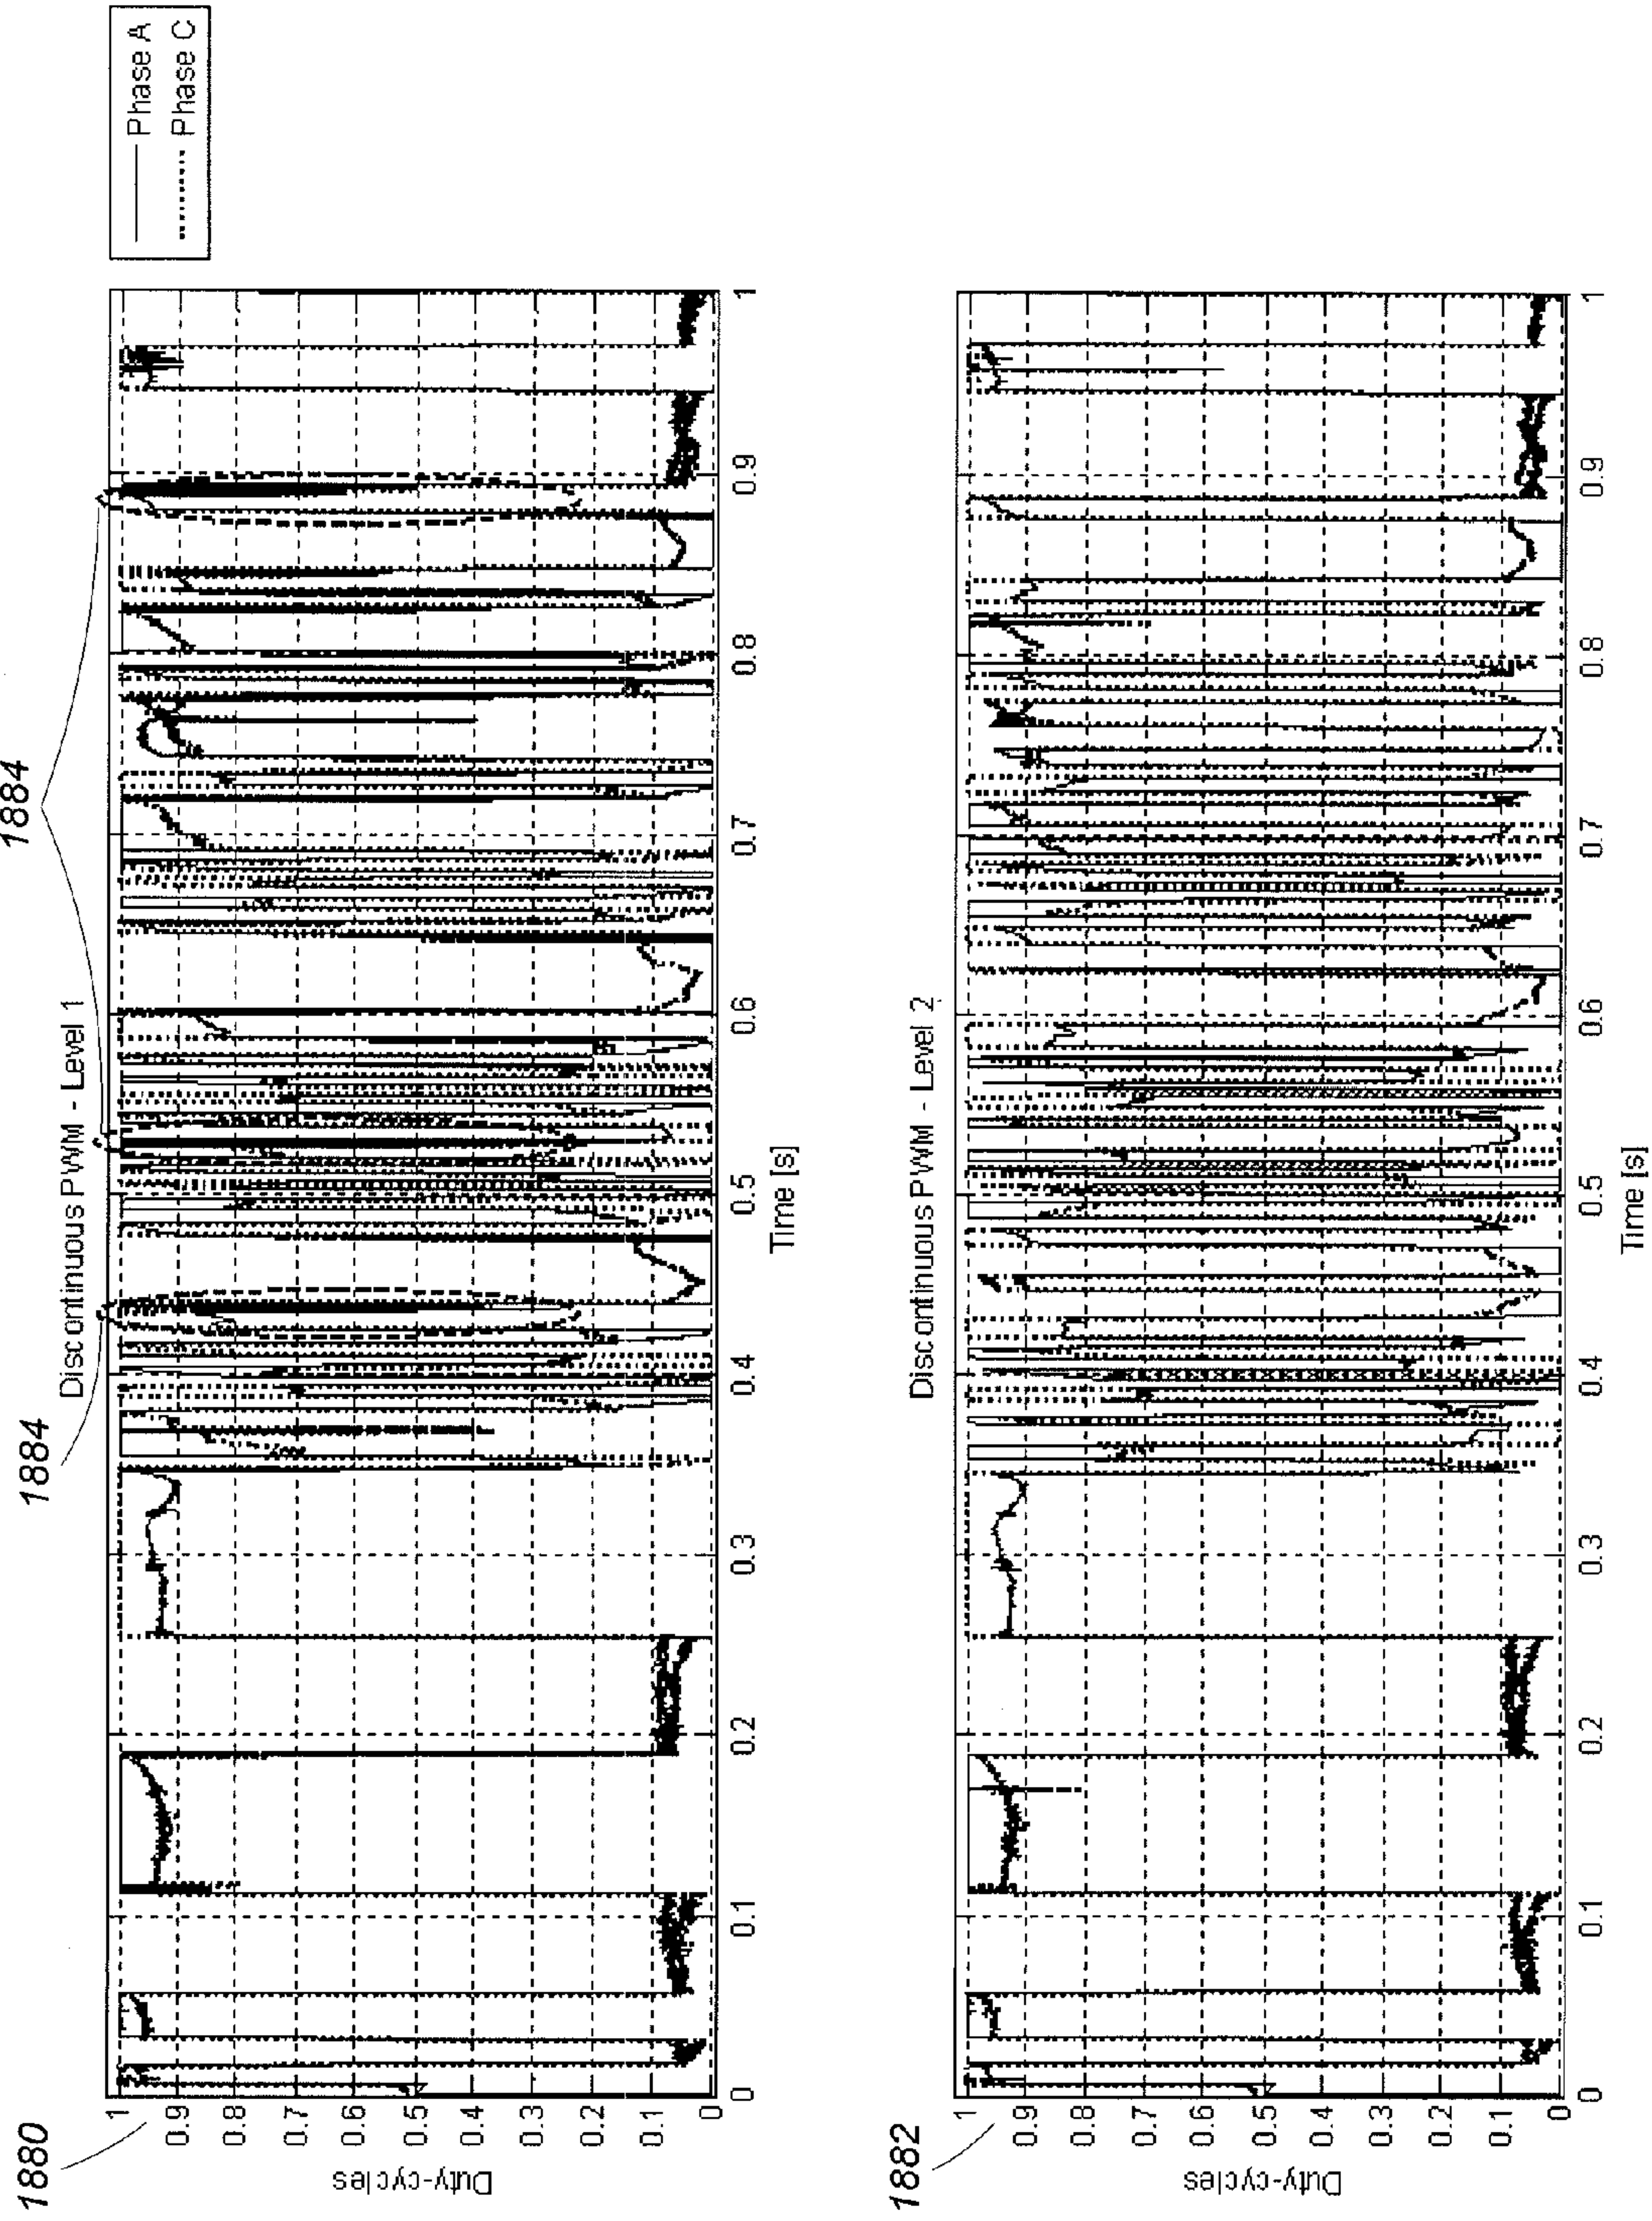 1884
1884
1880
Discontinuous PWM - Level 1
Phase A
Phase C
Duty-cycles
1
0.9
0.8
0.7
0.6
0.5
0.4
0.3
0.2
0.1
0
0 0.1 0.2 0.3 0.4 0.5 0.6 0.7 0.8 0.9 1
Time [s]
1882
Discontinuous PWM - Level 2
Duty-cycles
1
0.9
0.8
0.7
0.6
0.5
0.4
0.3
0.2
0.1
0
0 0.1 0.2 0.3 0.4 0.5 0.6 0.7 0.8 0.9 1
Time [s]